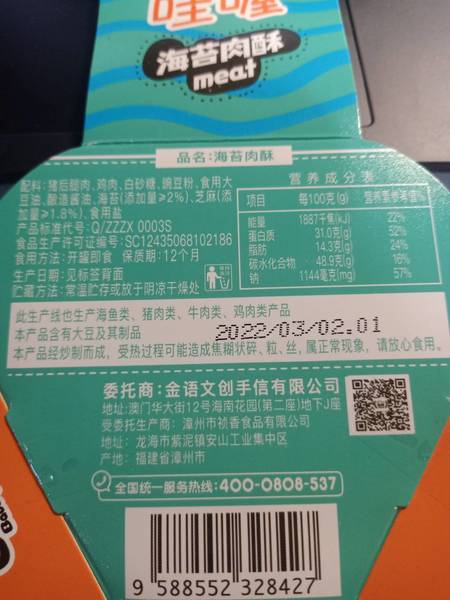 哇喔
海苔肉酥
meat
品名:海苔肉酥
配料:猪后腿肉,鸡肉,白砂糖,豌豆粉,食用大
豆油,酿造酱油,海苔(添加量≥2%),芝麻(添
加量≥1.8%),食用盐
产品标准代号:Q/ZZZX 0003S
食品生产许可证编号:SC12435068102186
食用方法:开罐即食 保质期:12个月
生产日期:见标签背面
贮藏方法:常温贮存或放于阴凉干燥处
营养成分表
项目 每100克(g) 营养素参考值%
能量 1887千焦(kJ) 22%
蛋白质 31.0克(g) 52%
脂肪 14.3克(g) 24%
碳水化合物 48.9克(g) 16%
钠 1144毫克(mg) 57%
此生产线也生产海鱼类、猪肉类、牛肉类、鸡肉类产品
本产品含有大豆及其制品 2022/03/02.01
本产品经炒制而成,受热过程可能造成焦糊状碎、粒、丝,属正常现象,请放心食用。
委托商:金语文创手信有限公司
地址:澳门华大街12号海南花园(第二座)地下J座
受委托生产商:漳州市祯香食品有限公司
地址:龙海市紫泥镇安山工业集中区
产地:福建省漳州市
全国统一服务热线:400-0808-537
9 588552 328427